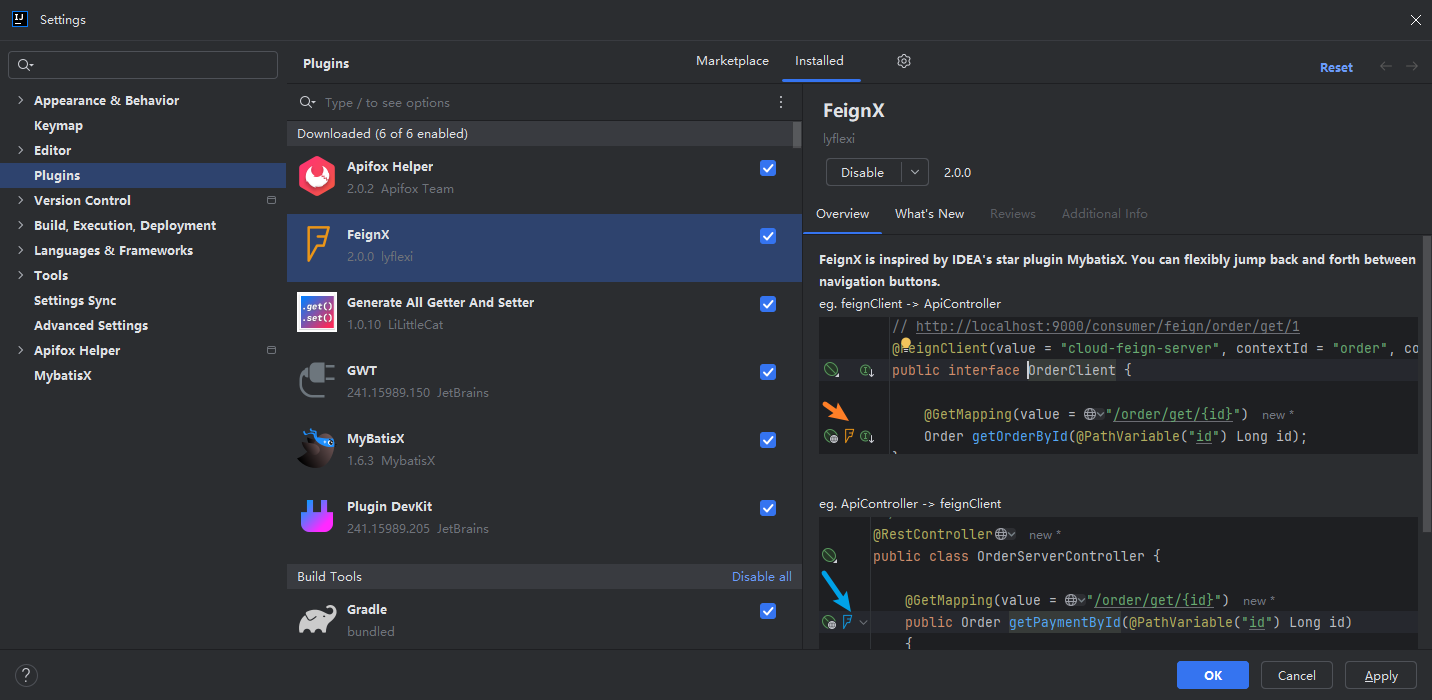 Settings
Appearance & Behavior
Keymap
Editor
Plugins
Version Control
Build, Execution, Deployment
Languages & Frameworks
Tools
Settings Sync
Advanced Settings
Apifox Helper
MybatisX
Plugins
Marketplace
Installed
Reset
Type / to see options
Downloaded (6 of 6 enabled)
Apifox Helper
2.0.2 Apifox Team
FeignX
2.0.0 lyflexi
.get()
.set()
Generate All Getter And Setter
1.0.10 LiLittleCat
GWT
241.15989.150 JetBrains
MyBatisX
1.6.3 MybatisX
Plugin DevKit
241.15989.205 JetBrains
Build Tools
Disable all
Gradle
bundled
FeignX
lyflexi
Disable
2.0.0
Overview
What's New
Reviews
Additional Info
FeignX is inspired by IDEA's star plugin MybatisX. You can flexibly jump back and forth between
navigation buttons.
eg. feignClient -> ApiController
// http://localhost:9000/consumer/feign/order/get/1
@FeignClient(value = "cloud-feign-server", contextId = "order", co
public interface OrderClient {
@GetMapping(value = "/order/get/{id}") new *
Order getOrderById(@PathVariable("id") Long id);
eg. ApiController -> feignClient
@RestController new *
public class OrderServerController {
@GetMapping(value = "/order/get/{id}") new *
public Order getPaymentById(@PathVariable("id") Long id)
{
?
OK
Cancel
Apply